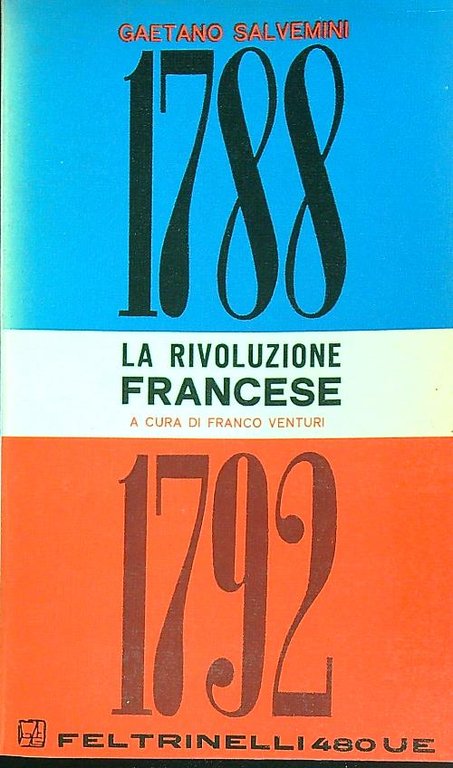 GAETANO SALVEMINI
1788
LA RIVOLUZIONE
FRANCESE
A CURA DI FRANCO VENTURI
1792
FELTRINELLI 480 UE